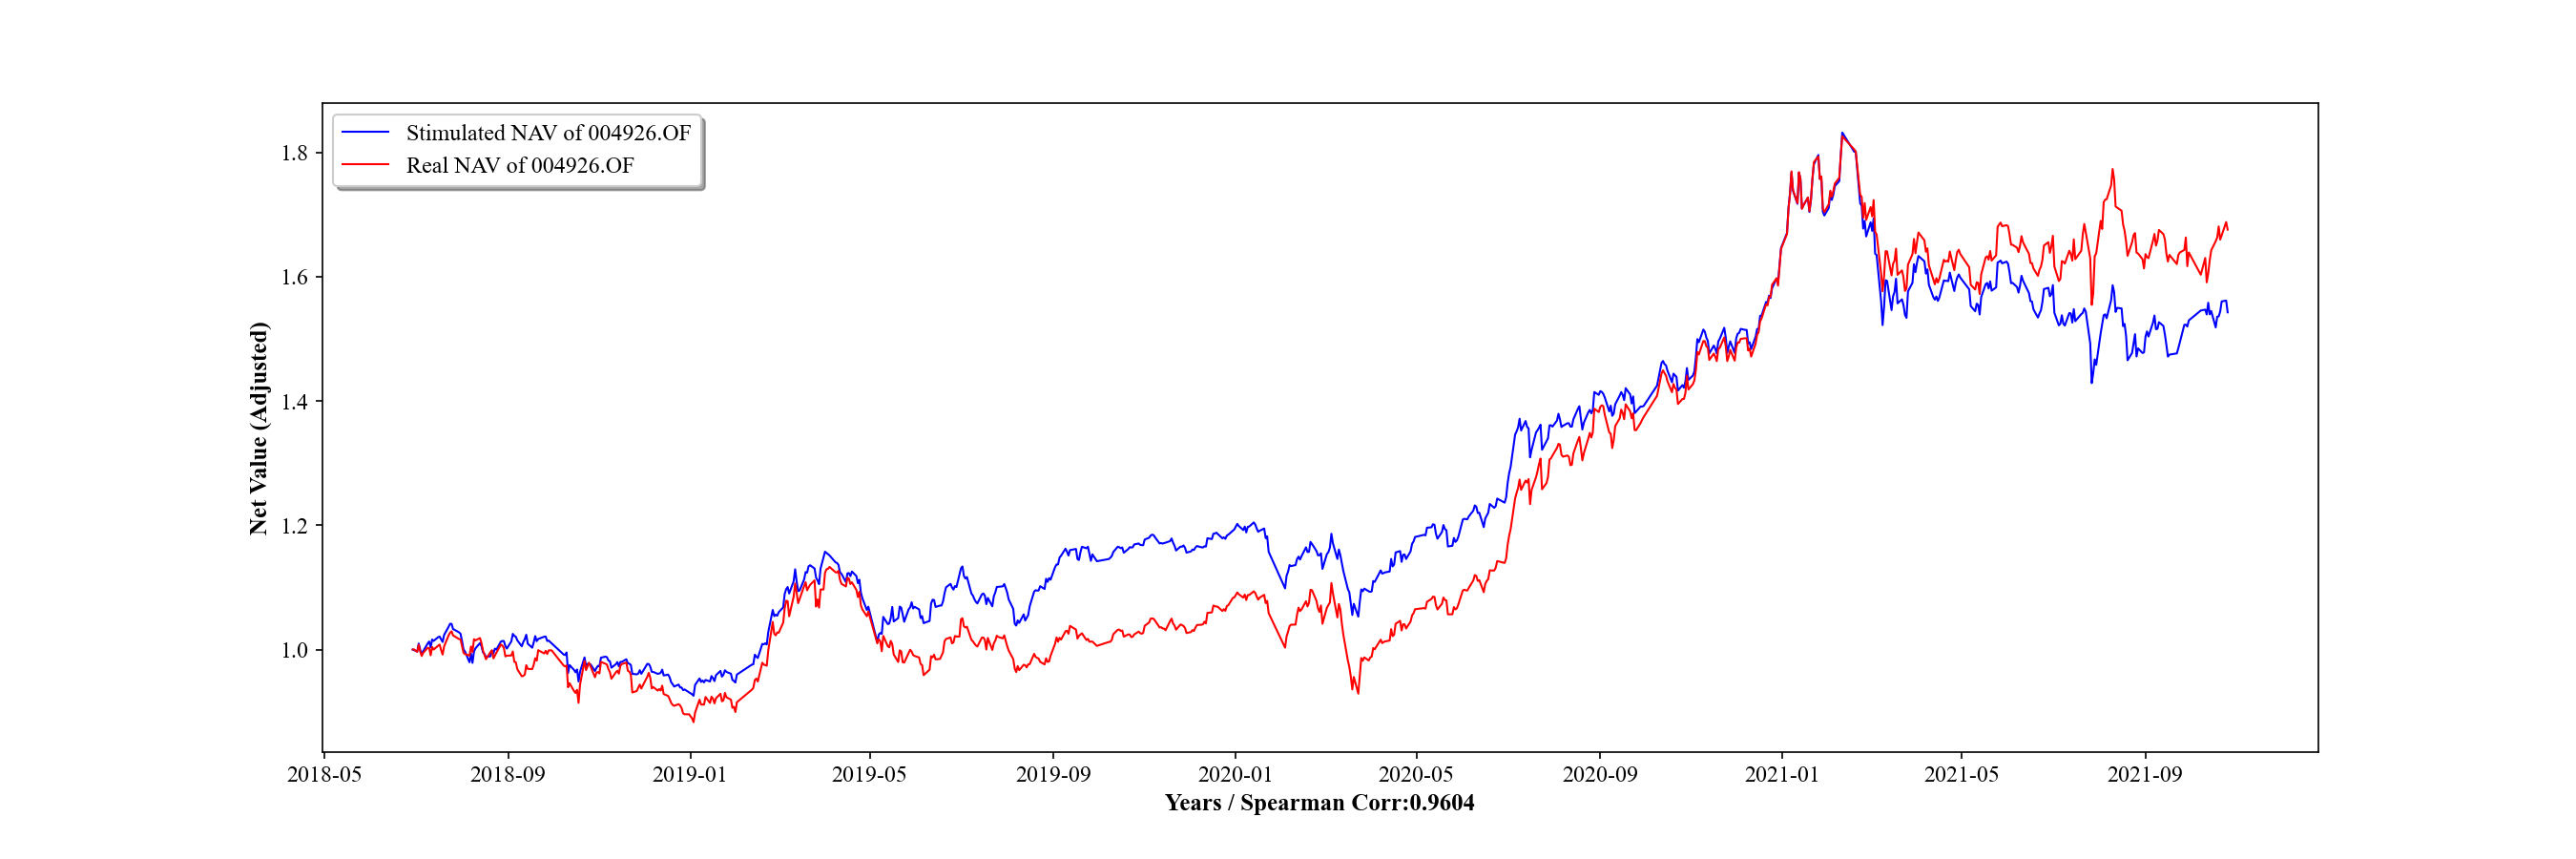 Stimulated NAV of 004926.OF
Real NAV of 004926.OF
1.8
1.6
1.4
1.2
1.0
Net Value (Adjusted)
2018-05 2018-09 2019-01 2019-05 2019-09 2020-01 2020-05 2020-09 2021-01 2021-05 2021-09
Years / Spearman Corr:0.9604